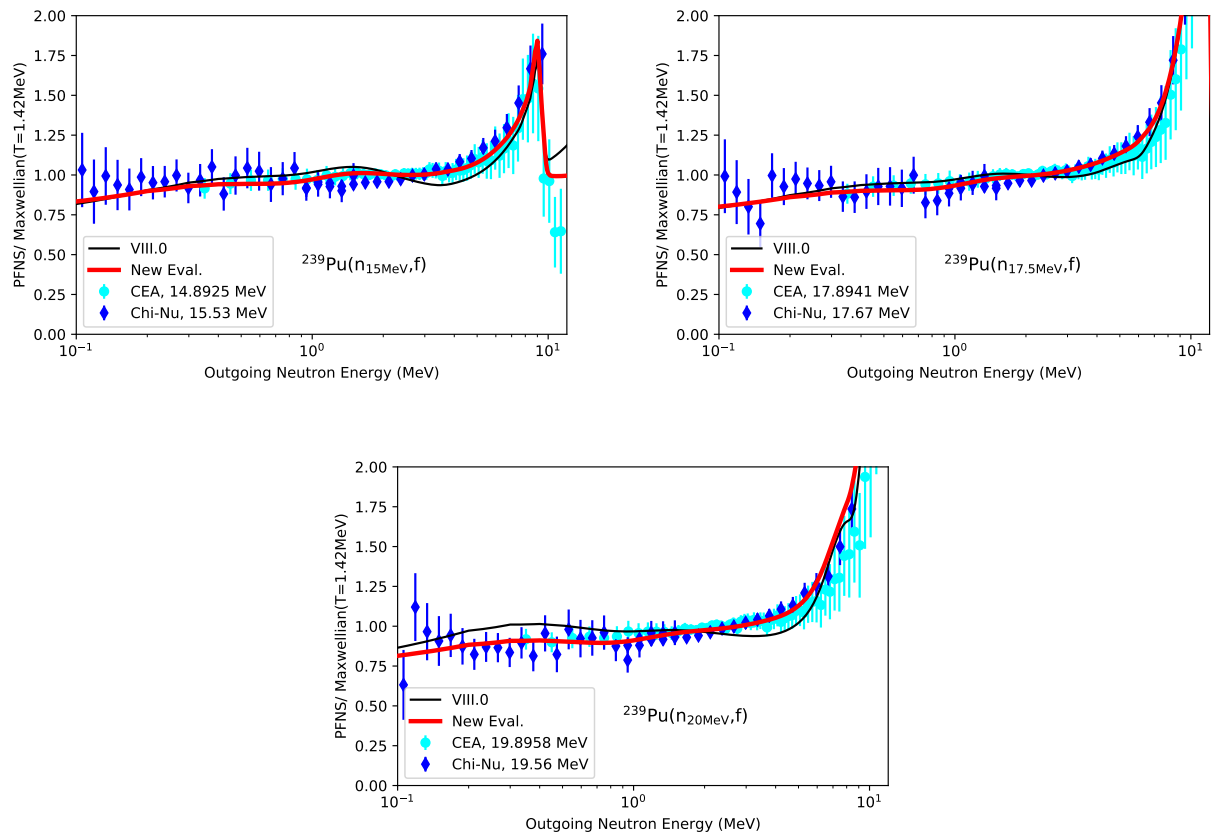 2.00
1.75
1.50
1.25
1.00
0.75
0.50
0.25
0.00
PFNS/ Maxwellian(T=1.42MeV)
VIII.0
New Eval.
CEA, 14.8925 MeV
Chi-Nu, 15.53 MeV
²³⁹Pu(n₁₅MeV,f)
10⁻¹ 10⁰ 10¹
Outgoing Neutron Energy (MeV)
2.00
1.75
1.50
1.25
1.00
0.75
0.50
0.25
0.00
PFNS/ Maxwellian(T=1.42MeV)
VIII.0
New Eval.
CEA, 17.8941 MeV
Chi-Nu, 17.67 MeV
²³⁹Pu(n₁₇.₅MeV,f)
10⁻¹ 10⁰ 10¹
Outgoing Neutron Energy (MeV)
2.00
1.75
1.50
1.25
1.00
0.75
0.50
0.25
0.00
PFNS/ Maxwellian(T=1.42MeV)
VIII.0
New Eval.
CEA, 19.8958 MeV
Chi-Nu, 19.56 MeV
²³⁹Pu(n₂₀MeV,f)
10⁻¹ 10⁰ 10¹
Outgoing Neutron Energy (MeV)